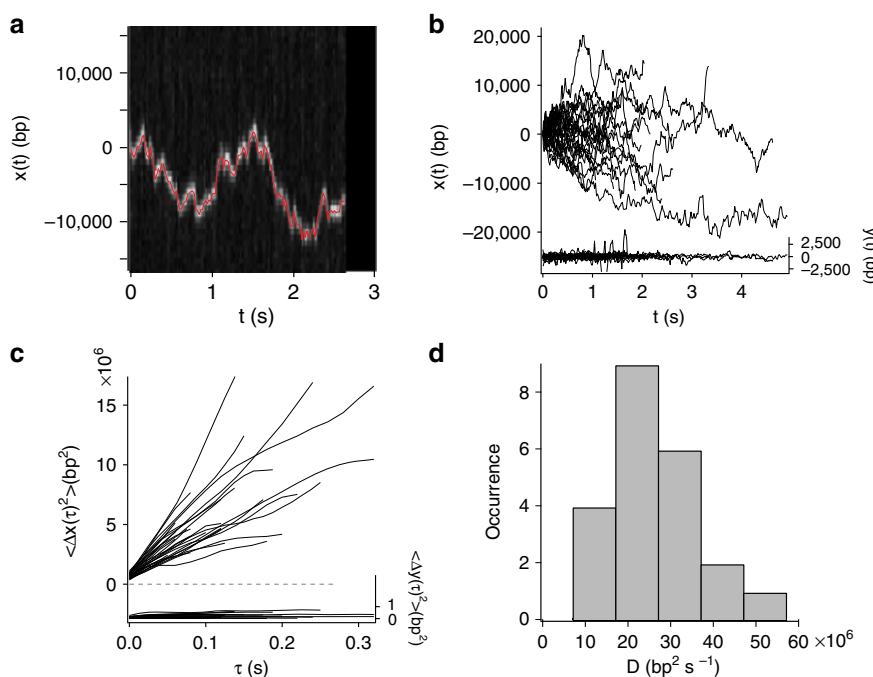 a
x(t) (bp)
10,000
0
−10,000
0 1 2 3
t (s)
b
x(t) (bp)
20,000
10,000
0
−10,000
−20,000
y(t) (bp)
2,500
0
−2,500
0 1 2 3 4
t (s)
c
×10⁶
<Δx(τ)²>(bp²)
15
10
5
0
<Δy(τ)²>(bp²)
1
0
0.0 0.1 0.2 0.3
τ (s)
d
Occurrence
8
6
4
2
0
0 10 20 30 40 50 60 ×10⁶
D (bp² s⁻¹)